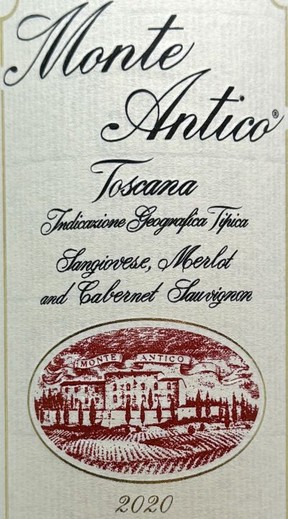 Monte
Antico®
Toscana
Indicazione Geografica Tipica
Sangiovese, Merlot
and Cabernet Sauvignon
MONTE ANTICO
2020